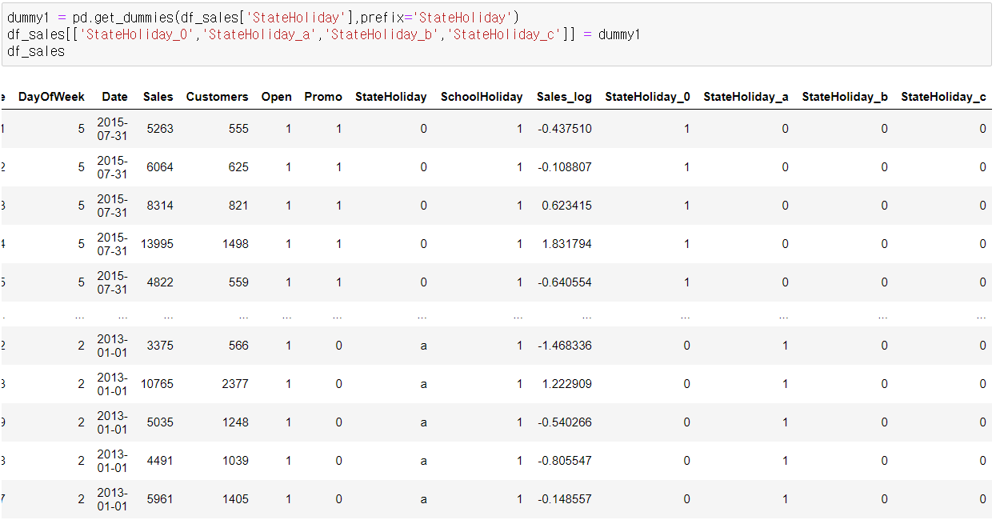 dummy1 = pd.get_dummies(df_sales['StateHoliday'],prefix='StateHoliday')
df_sales[['StateHoliday_0','StateHoliday_a','StateHoliday_b','StateHoliday_c']] = dummy1
df_sales
e DayOfWeek Date Sales Customers Open Promo StateHoliday SchoolHoliday Sales_log StateHoliday_0 StateHoliday_a StateHoliday_b StateHoliday_c
1 5 2015-07-31 5263 555 1 1 0 1 -0.437510 1 0 0 0
2 5 2015-07-31 6064 625 1 1 0 1 -0.108807 1 0 0 0
3 5 2015-07-31 8314 821 1 1 0 1 0.623415 1 0 0 0
4 5 2015-07-31 13995 1498 1 1 0 1 1.831794 1 0 0 0
5 5 2015-07-31 4822 559 1 1 0 1 -0.640554 1 0 0 0
... ... ... ... ... ... ... ... ... ... ... ... ... ...
2 2 2013-01-01 3375 566 1 0 a 1 -1.468336 0 1 0 0
3 2 2013-01-01 10765 2377 1 0 a 1 1.222909 0 1 0 0
9 2 2013-01-01 5035 1248 1 0 a 1 -0.540266 0 1 0 0
3 2 2013-01-01 4491 1039 1 0 a 1 -0.805547 0 1 0 0
7 2 2013-01-01 5961 1405 1 0 a 1 -0.148557 0 1 0 0